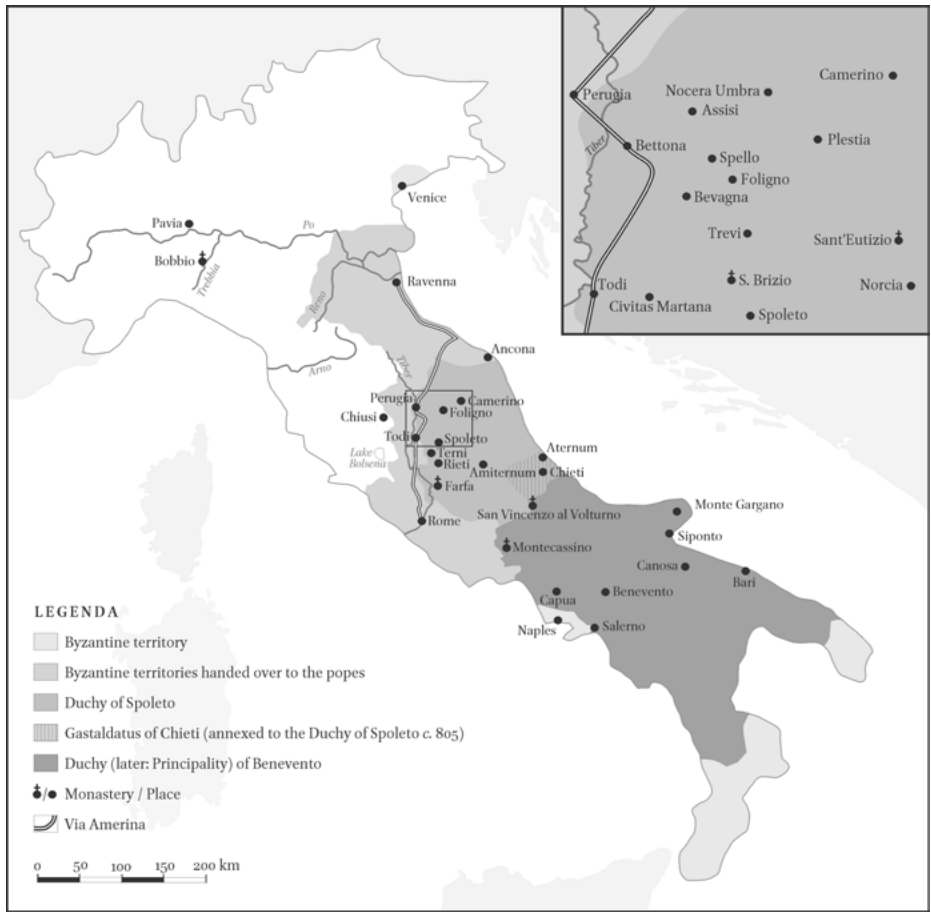 Camerino
Nocera Umbra
Perugia
Assisi
Plestia
Tiber
Bettona
Spello
Foligno
Bevagna
Trevi
Sant'Eutizio
S. Brizio
Norcia
Todi
Civitas Martana
Spoleto
Venice
Pavia
Po
Bobbio
Trebbia
Ravenna
Reno
Ancona
Arno
Tiber
Perugia
Camerino
Foligno
Chiusi
Todi
Spoleto
Aternum
Lake
Bolsena
Terni
Rieti
Amiternum
Chieti
Farfa
San Vincenzo al Volturno
Monte Gargano
Rome
Siponto
Montecassino
Canosa
Bari
Capua
Benevento
Naples
Salerno
LEGENDA
Byzantine territory
Byzantine territories handed over to the popes
Duchy of Spoleto
Gastaldatus of Chieti (annexed to the Duchy of Spoleto c. 805)
Duchy (later: Principality) of Benevento
Monastery / Place
Via Amerina
0 50 100 150 200 km